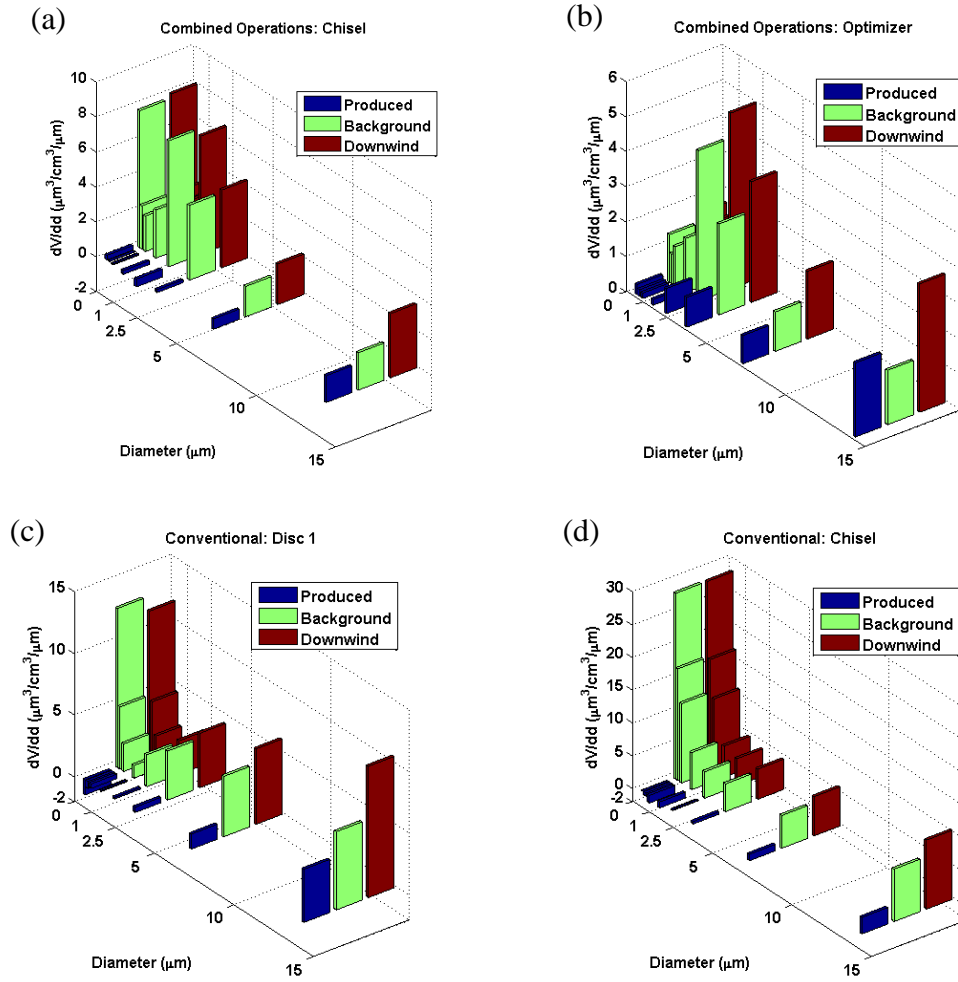 (a)
Combined Operations: Chisel
10
8
6
4
2
0
-2
dV/dd (μm³/cm³/μm)
Produced
Background
Downwind
0
1
2.5
5
10
15
Diameter (μm)
(b)
Combined Operations: Optimizer
6
5
4
3
2
1
0
dV/dd (μm³/cm³/μm)
Produced
Background
Downwind
0
1
2.5
5
10
15
Diameter (μm)
(c)
Conventional: Disc 1
15
10
5
0
-2
dV/dd (μm³/cm³/μm)
Produced
Background
Downwind
0
1
2.5
5
10
15
Diameter (μm)
(d)
Conventional: Chisel
30
25
20
15
10
5
0
-2
dV/dd (μm³/cm³/μm)
Produced
Background
Downwind
0
1
2.5
5
10
15
Diameter (μm)